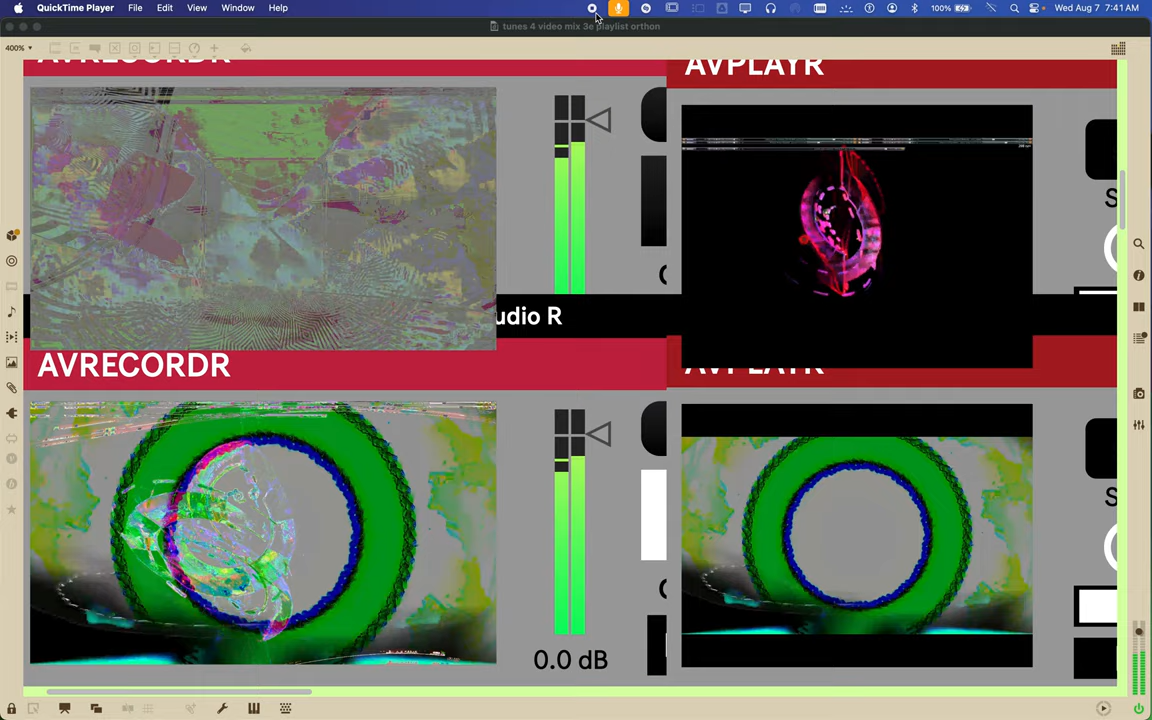 QuickTime Player File Edit View Window Help 100% Wed Aug 7 7:41 AM
tunes 4 video mix 3e playlist orthon
400%
AVRECORDR
AVPLAYR
S
udio R
AVRECORDR
AVPLAYR
S
0.0 dB